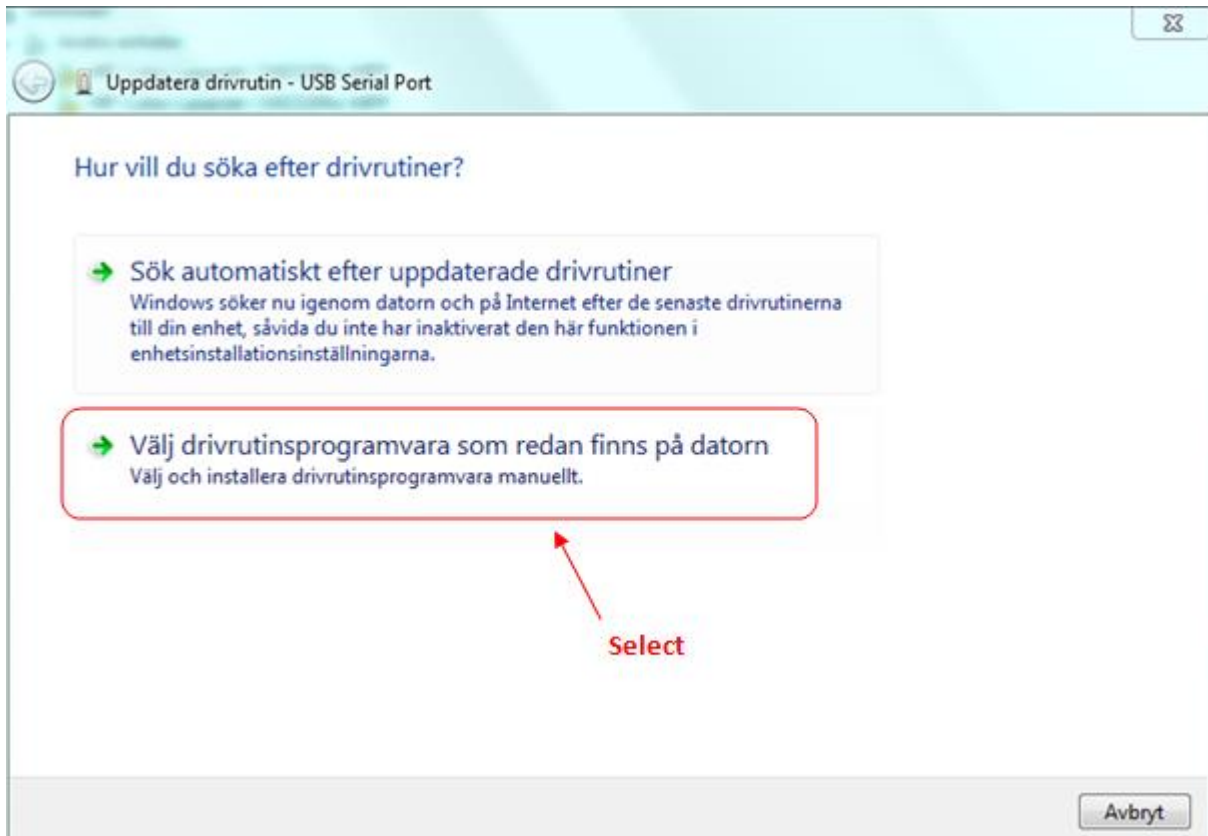 Uppdatera drivrutin - USB Serial Port
Hur vill du söka efter drivrutiner?
Sök automatiskt efter uppdaterade drivrutiner
Windows söker nu igenom datorn och på Internet efter de senaste drivrutinerna
till din enhet, såvida du inte har inaktiverat den här funktionen i
enhetsinstallationsinställningarna.
Välj drivrutinsprogramvara som redan finns på datorn
Välj och installera drivrutinsprogramvara manuellt.
Select
Avbryt